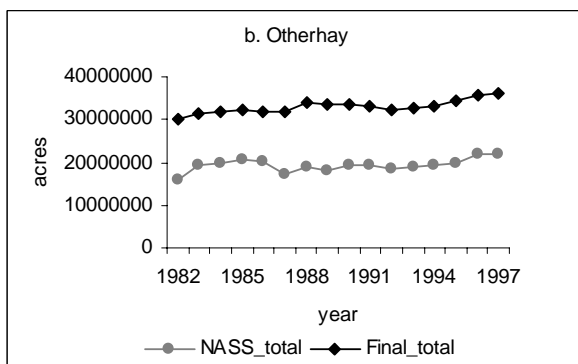 b. Otherhay
40000000
30000000
acres
20000000
10000000
0
1982 1985 1988 1991 1994 1997
year
NASS_total Final_total